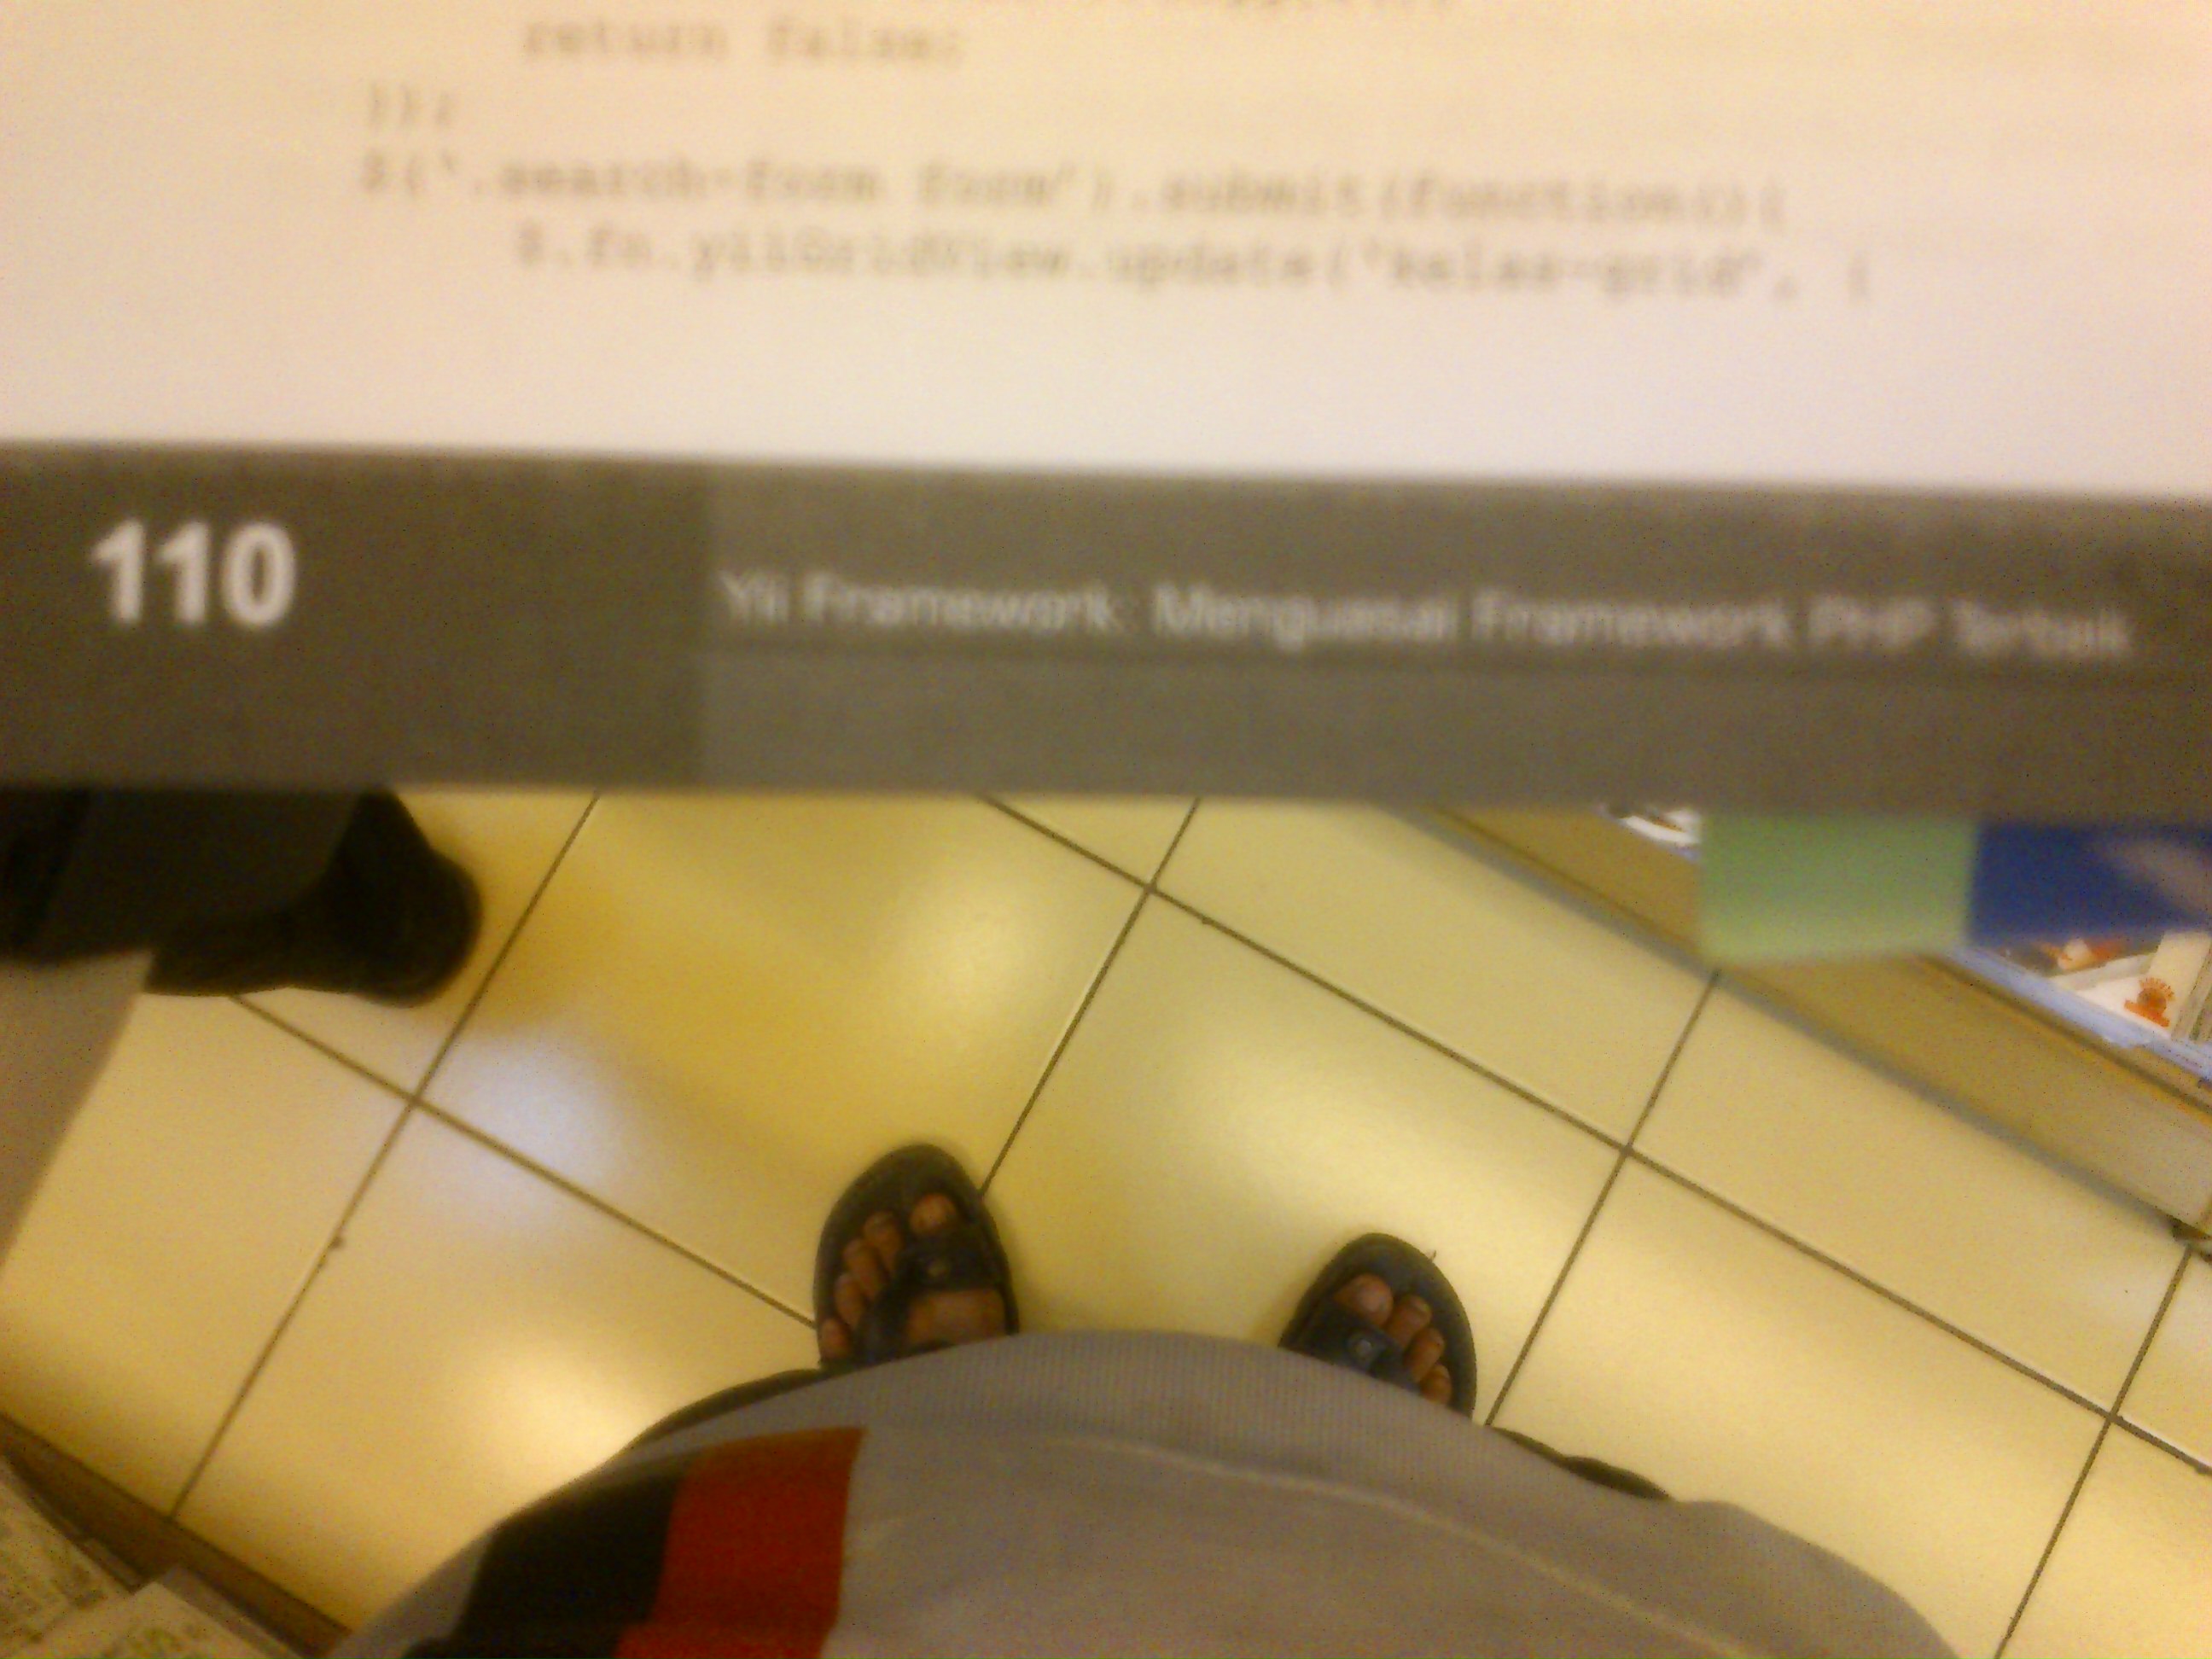 return false;
});
$('.search-form form').submit(function(){
$.fn.yiiGridView.update('kelas-grid', {
110
Yii Framework: Menguasai Framework PHP Terbaik